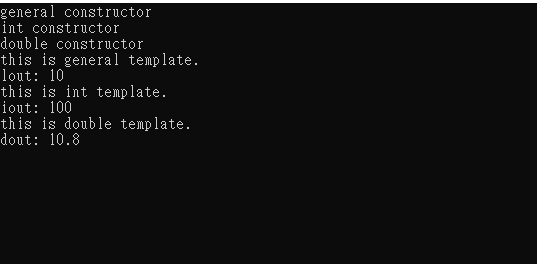 general constructor
int constructor
double constructor
this is general template.
lout: 10
this is int template.
iout: 100
this is double template.
dout: 10.8